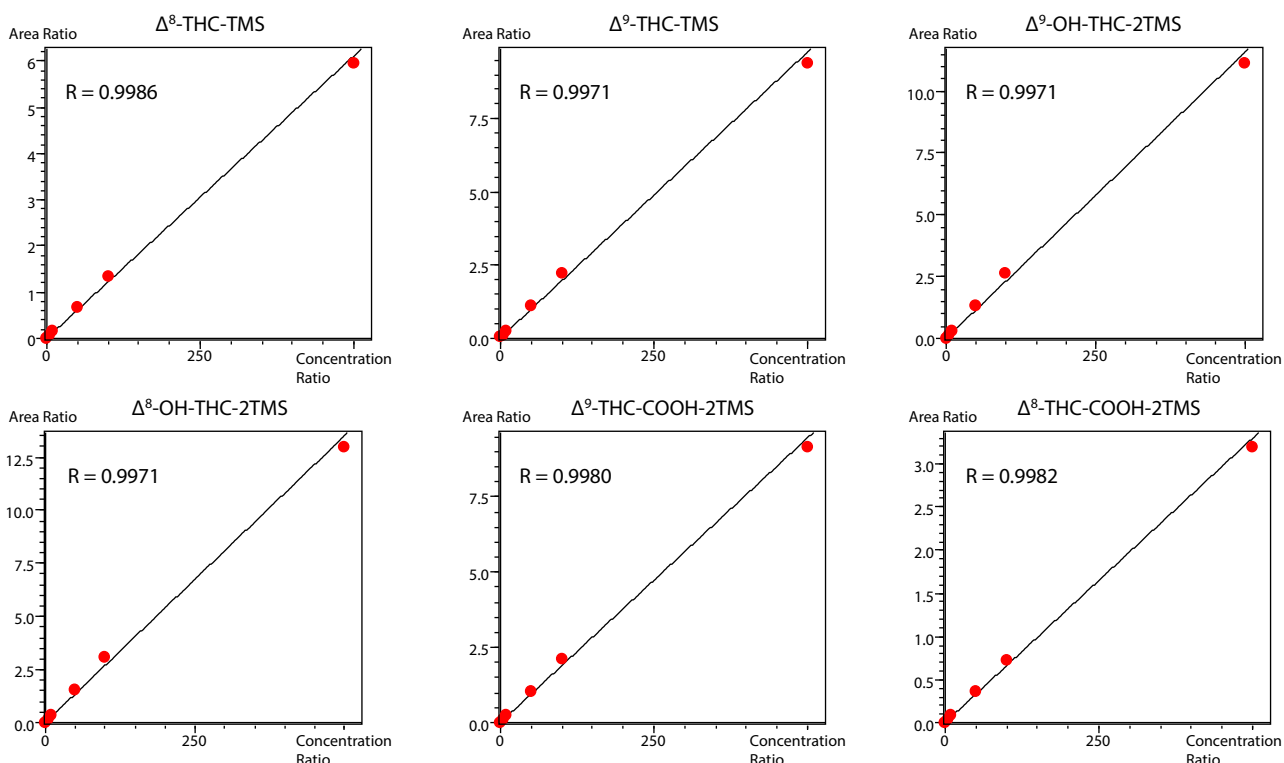 Δ⁸-THC-TMS
Area Ratio
R = 0.9986
6
5
4
3
2
1
0
0
250
Concentration
Ratio
Δ⁹-THC-TMS
Area Ratio
R = 0.9971
7.5
5.0
2.5
0.0
0
250
Concentration
Ratio
Δ⁹-OH-THC-2TMS
Area Ratio
R = 0.9971
10.0
7.5
5.0
2.5
0.0
0
250
Concentration
Ratio
Δ⁸-OH-THC-2TMS
Area Ratio
R = 0.9971
12.5
10.0
7.5
5.0
2.5
0.0
0
250
Concentration
Ratio
Δ⁹-THC-COOH-2TMS
Area Ratio
R = 0.9980
7.5
5.0
2.5
0.0
0
250
Concentration
Ratio
Δ⁸-THC-COOH-2TMS
Area Ratio
R = 0.9982
3.0
2.5
2.0
1.5
1.0
0.5
0.0
0
250
Concentration
Ratio